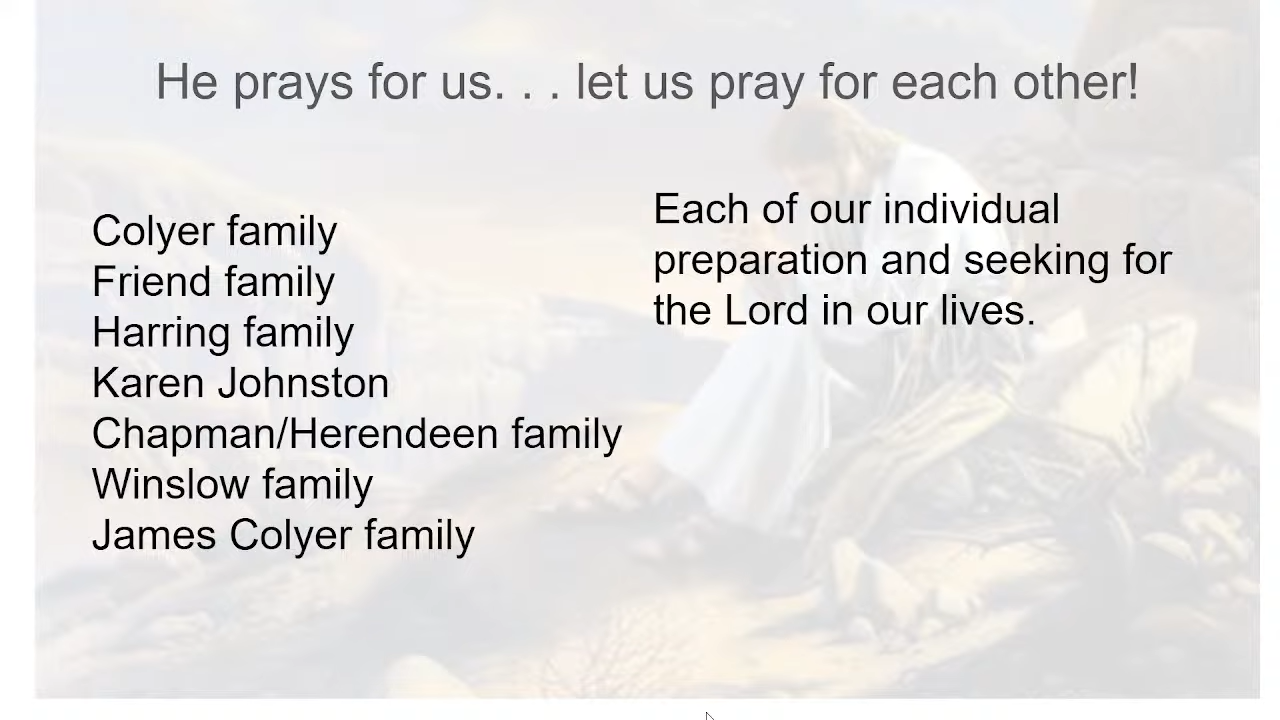 He prays for us. . . let us pray for each other!
Colyer family
Friend family
Harring family
Karen Johnston
Chapman/Herendeen family
Winslow family
James Colyer family
Each of our individual
preparation and seeking for
the Lord in our lives.